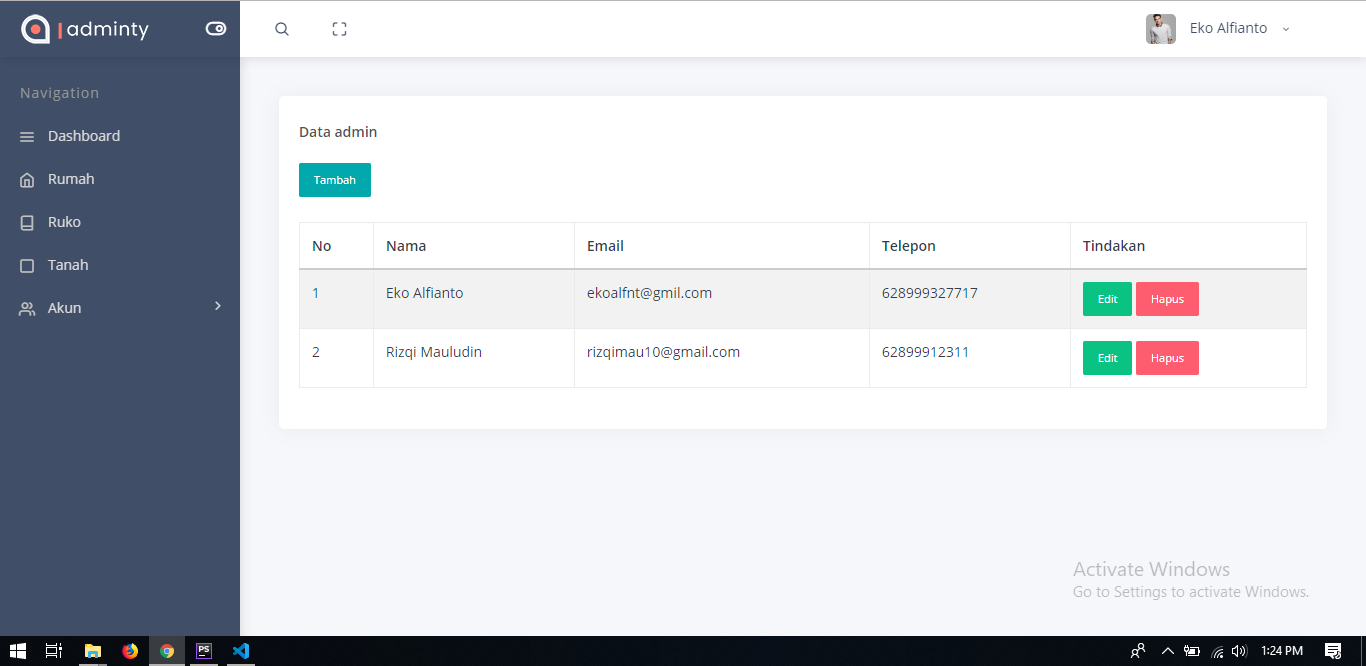 adminty
Eko Alfianto
Navigation
Dashboard
Rumah
Ruko
Tanah
Akun
Data admin
Tambah
No Nama Email Telepon Tindakan
1 Eko Alfianto ekoalfnt@gmil.com 628999327717 Edit Hapus
2 Rizqi Mauludin rizqimau10@gmail.com 62899912311 Edit Hapus
Activate Windows
Go to Settings to activate Windows.
PS
1:24 PM